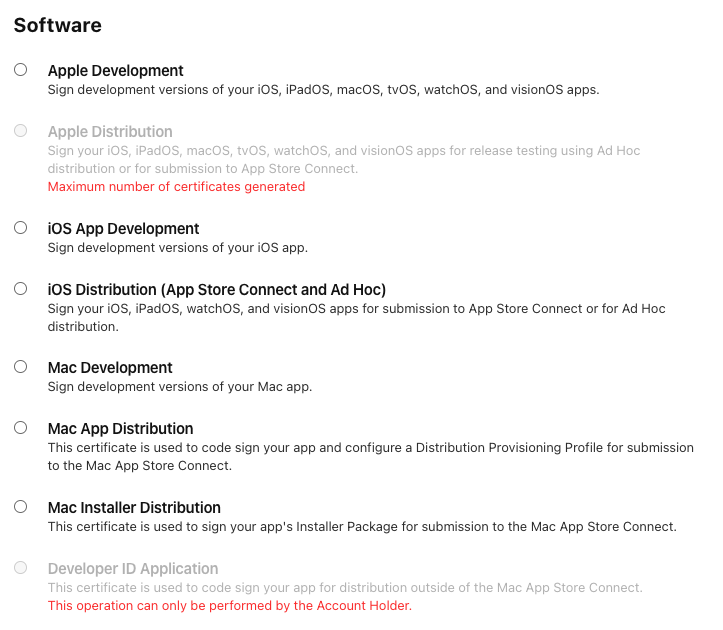 Software
Apple Development
Sign development versions of your iOS, iPadOS, macOS, tvOS, watchOS, and visionOS apps.
Apple Distribution
Sign your iOS, iPadOS, macOS, tvOS, watchOS, and visionOS apps for release testing using Ad Hoc
distribution or for submission to App Store Connect.
Maximum number of certificates generated
iOS App Development
Sign development versions of your iOS app.
iOS Distribution (App Store Connect and Ad Hoc)
Sign your iOS, iPadOS, watchOS, and visionOS apps for submission to App Store Connect or for Ad Hoc
distribution.
Mac Development
Sign development versions of your Mac app.
Mac App Distribution
This certificate is used to code sign your app and configure a Distribution Provisioning Profile for submission
to the Mac App Store Connect.
Mac Installer Distribution
This certificate is used to sign your app's Installer Package for submission to the Mac App Store Connect.
Developer ID Application
This certificate is used to code sign your app for distribution outside of the Mac App Store Connect.
This operation can only be performed by the Account Holder.